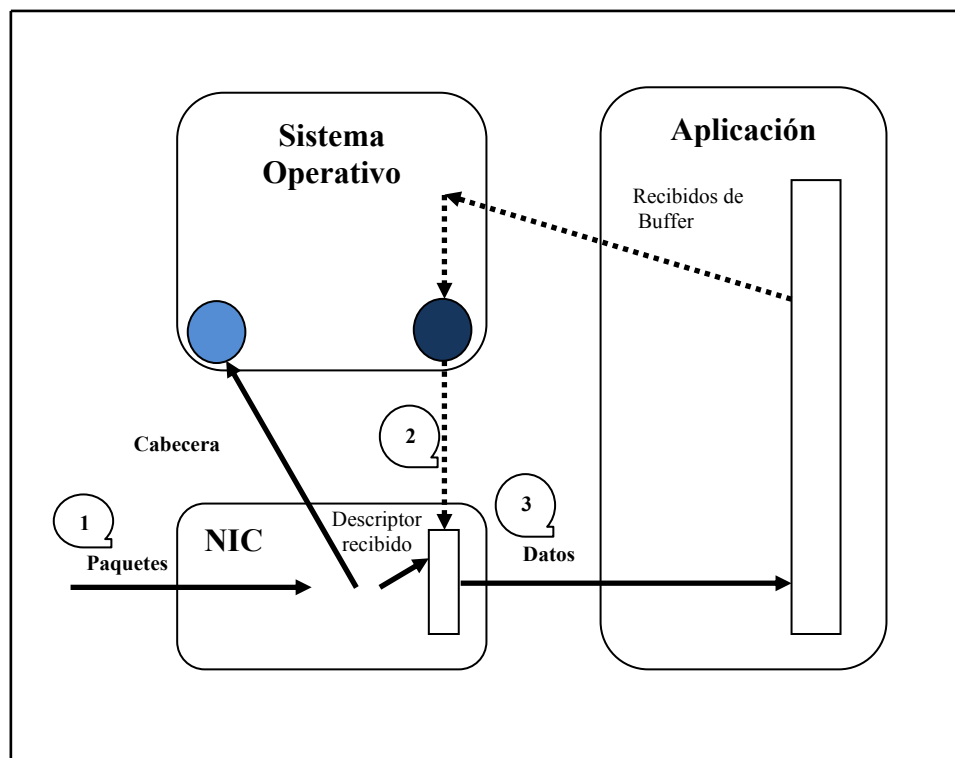 Sistema
Operativo
Aplicación
Recibidos de
Buffer
Cabecera
2
1
Paquetes
NIC
Descriptor
recibido
3
Datos